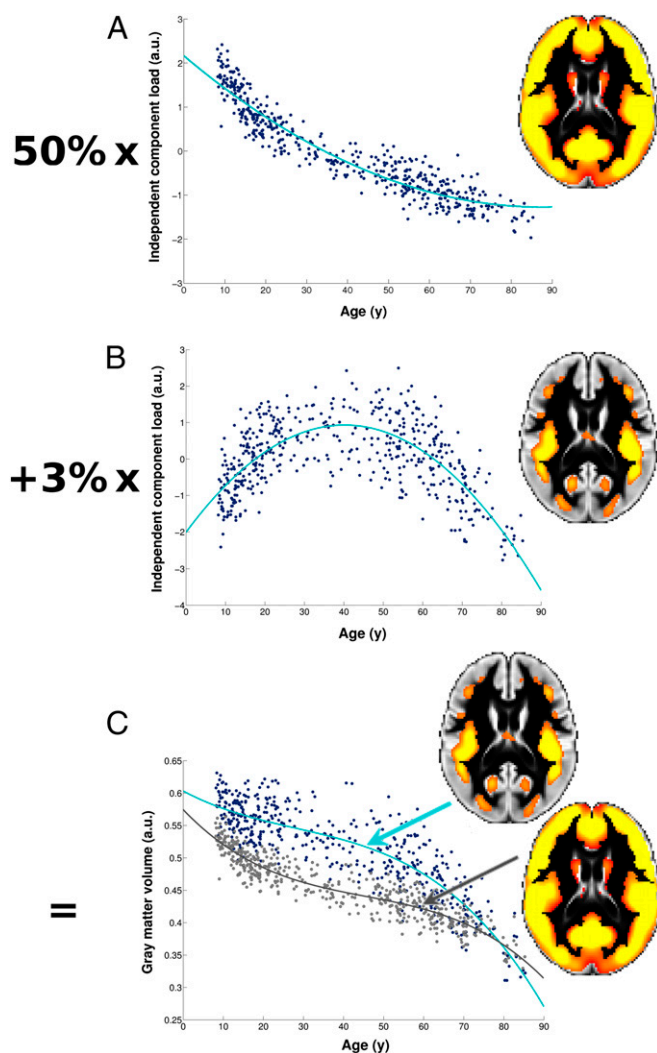 A
3
2
1
0
−1
−2
−3
0 10 20 30 40 50 60 70 80 90
Independent component load (a.u.)
Age (y)
50% x
B
3
2
1
0
−1
−2
−3
−4
0 10 20 30 40 50 60 70 80 90
Independent component load (a.u.)
Age (y)
+3% x
C
0.65
0.6
0.55
0.5
0.45
0.4
0.35
0.3
0.25
0 10 20 30 40 50 60 70 80 90
Gray matter volume (a.u.)
Age (y)
=